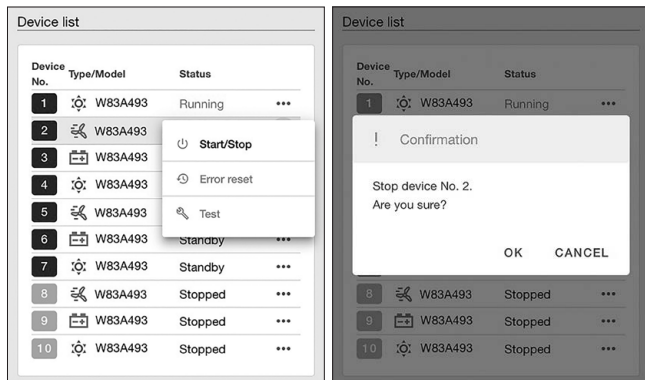 Device list
Device No. Type/Model Status
1 W83A493 Running •••
2 W83A493
3 W83A493
4 W83A493
5 W83A493
6 W83A493 Standby •••
7 W83A493 Standby •••
8 W83A493 Stopped •••
9 W83A493 Stopped •••
10 W83A493 Stopped •••
Start/Stop
Error reset
Test
Device list
Device No. Type/Model Status
1 W83A493 Running •••
! Confirmation
Stop device No. 2.
Are you sure?
OK CANCEL
8 W83A493 Stopped •••
9 W83A493 Stopped •••
10 W83A493 Stopped •••